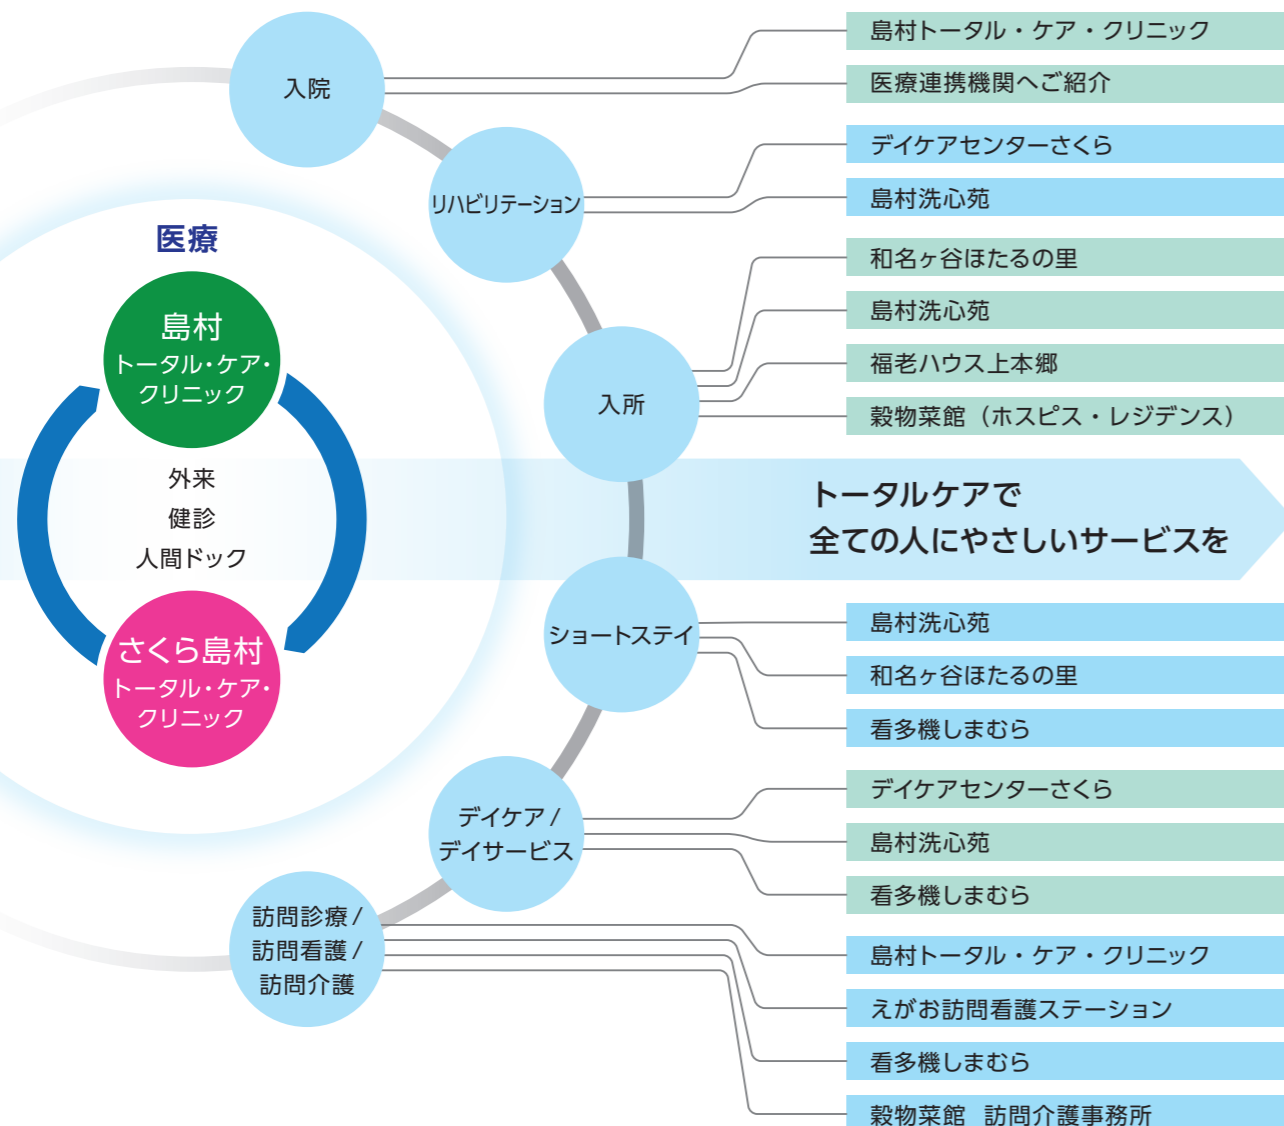 医療
島村
トータル・ケア・
クリニック
外来
健診
人間ドック
さくら島村
トータル・ケア・
クリニック
入院
島村トータル・ケア・クリニック
医療連携機関へご紹介
リハビリテーション
デイケアセンターさくら
島村洗心苑
入所
和名ヶ谷ほたるの里
島村洗心苑
福老ハウス上本郷
穀物菜館（ホスピス・レジデンス）
トータルケアで
全ての人にやさしいサービスを
ショートステイ
島村洗心苑
和名ヶ谷ほたるの里
看多機しまむら
デイケア /
デイサービス
デイケアセンターさくら
島村洗心苑
看多機しまむら
訪問診療 /
訪問看護 /
訪問介護
島村トータル・ケア・クリニック
えがお訪問看護ステーション
看多機しまむら
穀物菜館 訪問介護事務所